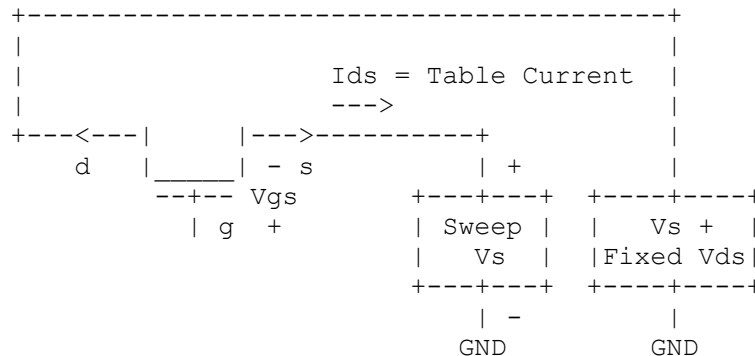 Ids = Table Current
--->
d - s
Vgs
g +
+
Sweep
Vs
Vs +
Fixed Vds
-
GND GND